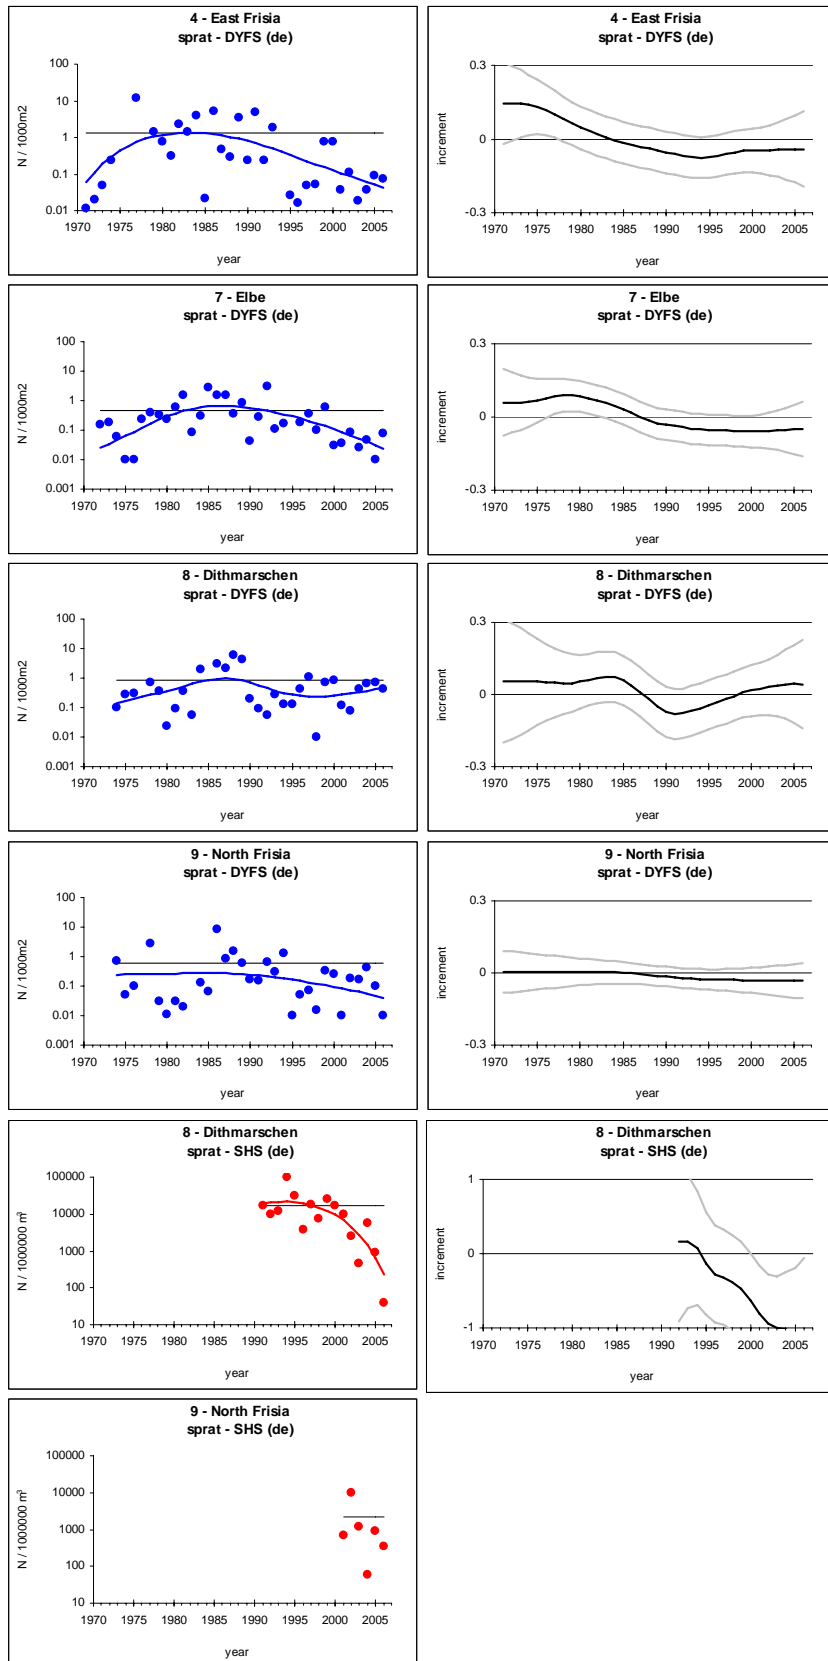 4 - East Frisia
sprat - DYFS (de)
100
10
1
0.1
0.01
N / 1000m2
1970 1975 1980 1985 1990 1995 2000 2005
year
4 - East Frisia
sprat - DYFS (de)
0.3
0
-0.3
increment
1970 1975 1980 1985 1990 1995 2000 2005
year
7 - Elbe
sprat - DYFS (de)
100
10
1
0.1
0.01
0.001
N / 1000m2
1970 1975 1980 1985 1990 1995 2000 2005
year
7 - Elbe
sprat - DYFS (de)
0.3
0
-0.3
increment
1970 1975 1980 1985 1990 1995 2000 2005
year
8 - Dithmarschen
sprat - DYFS (de)
100
10
1
0.1
0.01
0.001
N / 1000m2
1970 1975 1980 1985 1990 1995 2000 2005
year
8 - Dithmarschen
sprat - DYFS (de)
0.3
0
-0.3
increment
1970 1975 1980 1985 1990 1995 2000 2005
year
9 - North Frisia
sprat - DYFS (de)
100
10
1
0.1
0.01
0.001
N / 1000m2
1970 1975 1980 1985 1990 1995 2000 2005
year
9 - North Frisia
sprat - DYFS (de)
0.3
0
-0.3
increment
1970 1975 1980 1985 1990 1995 2000 2005
year
8 - Dithmarschen
sprat - SHS (de)
100000
10000
1000
100
10
N / 1000000 m³
1970 1975 1980 1985 1990 1995 2000 2005
year
8 - Dithmarschen
sprat - SHS (de)
1
0
-1
increment
1970 1975 1980 1985 1990 1995 2000 2005
year
9 - North Frisia
sprat - SHS (de)
100000
10000
1000
100
10
N / 1000000 m³
1970 1975 1980 1985 1990 1995 2000 2005
year